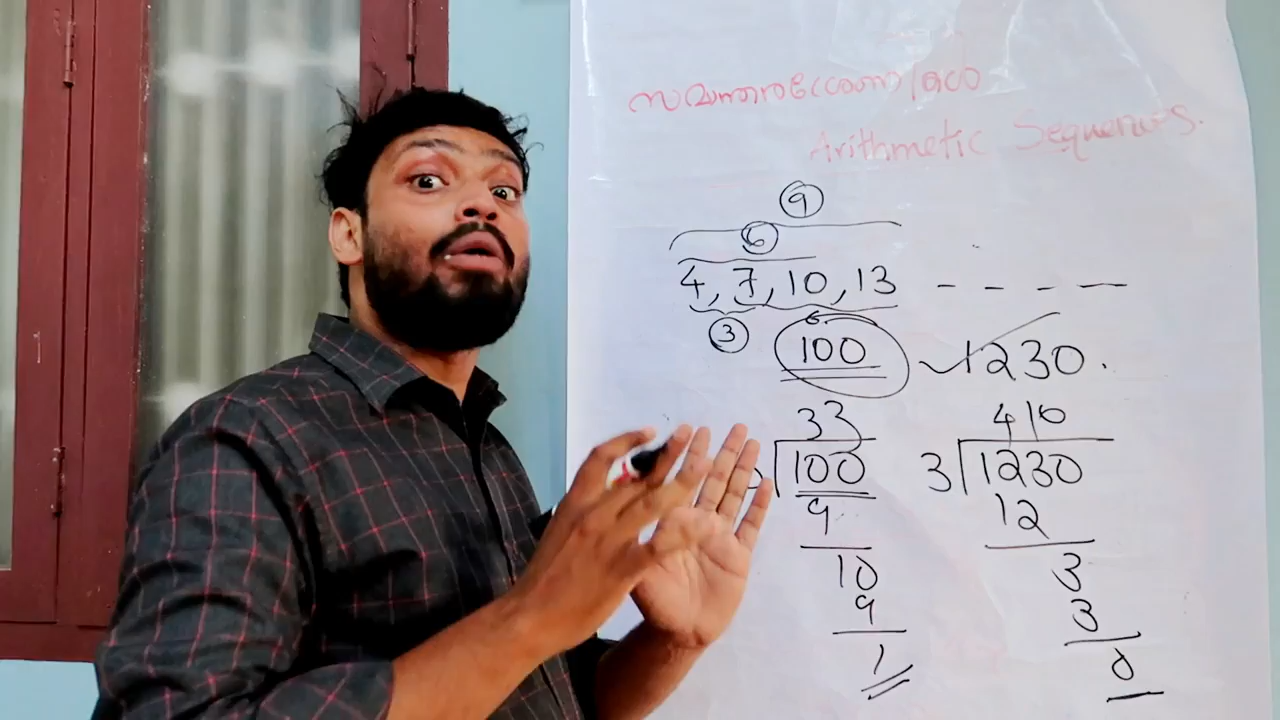 സമാന്തരശ്രേണികൾ
Arithmetic Sequences.
9
6
4, 7, 10, 13 - - - -
3
100 1230.
33 410
100 3 1230
9 12
10 3
9 3
1 0